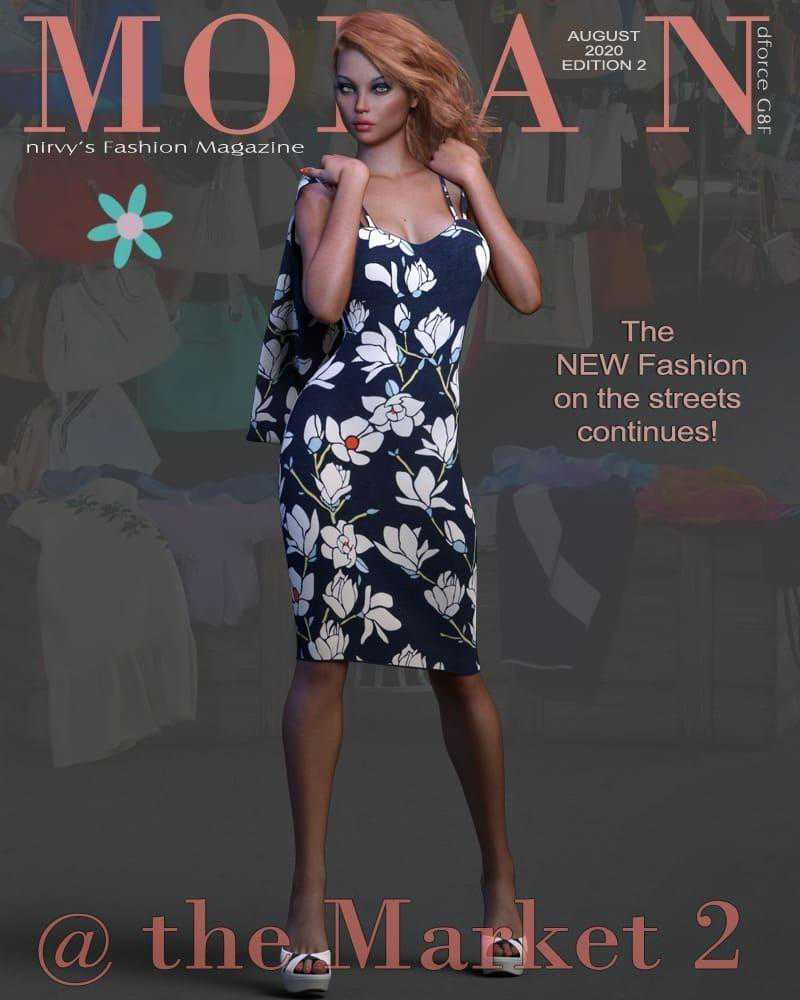 AUGUST
2020
EDITION 2
dforce G8F
nirvy's Fashion Magazine
The
NEW Fashion
on the streets
continues!
@ the Market 2